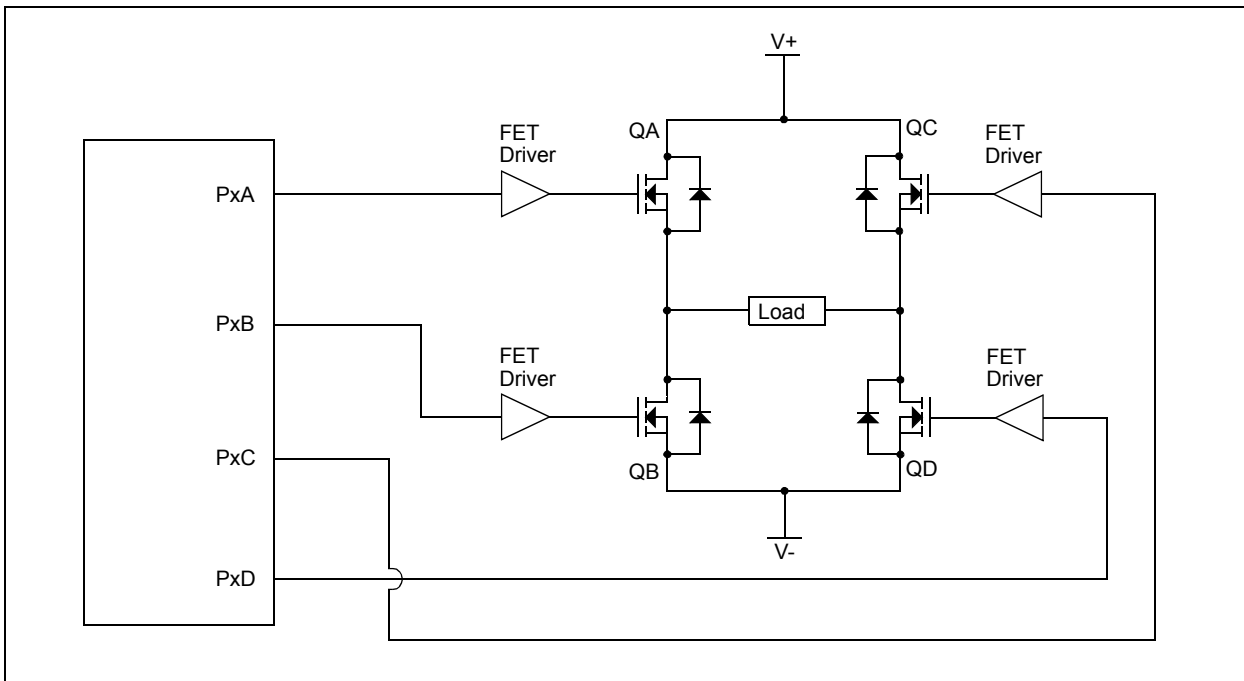 V+
QA
QC
FET
Driver
FET
Driver
PxA
Load
PxB
FET
Driver
FET
Driver
PxC
QB
QD
V-
PxD